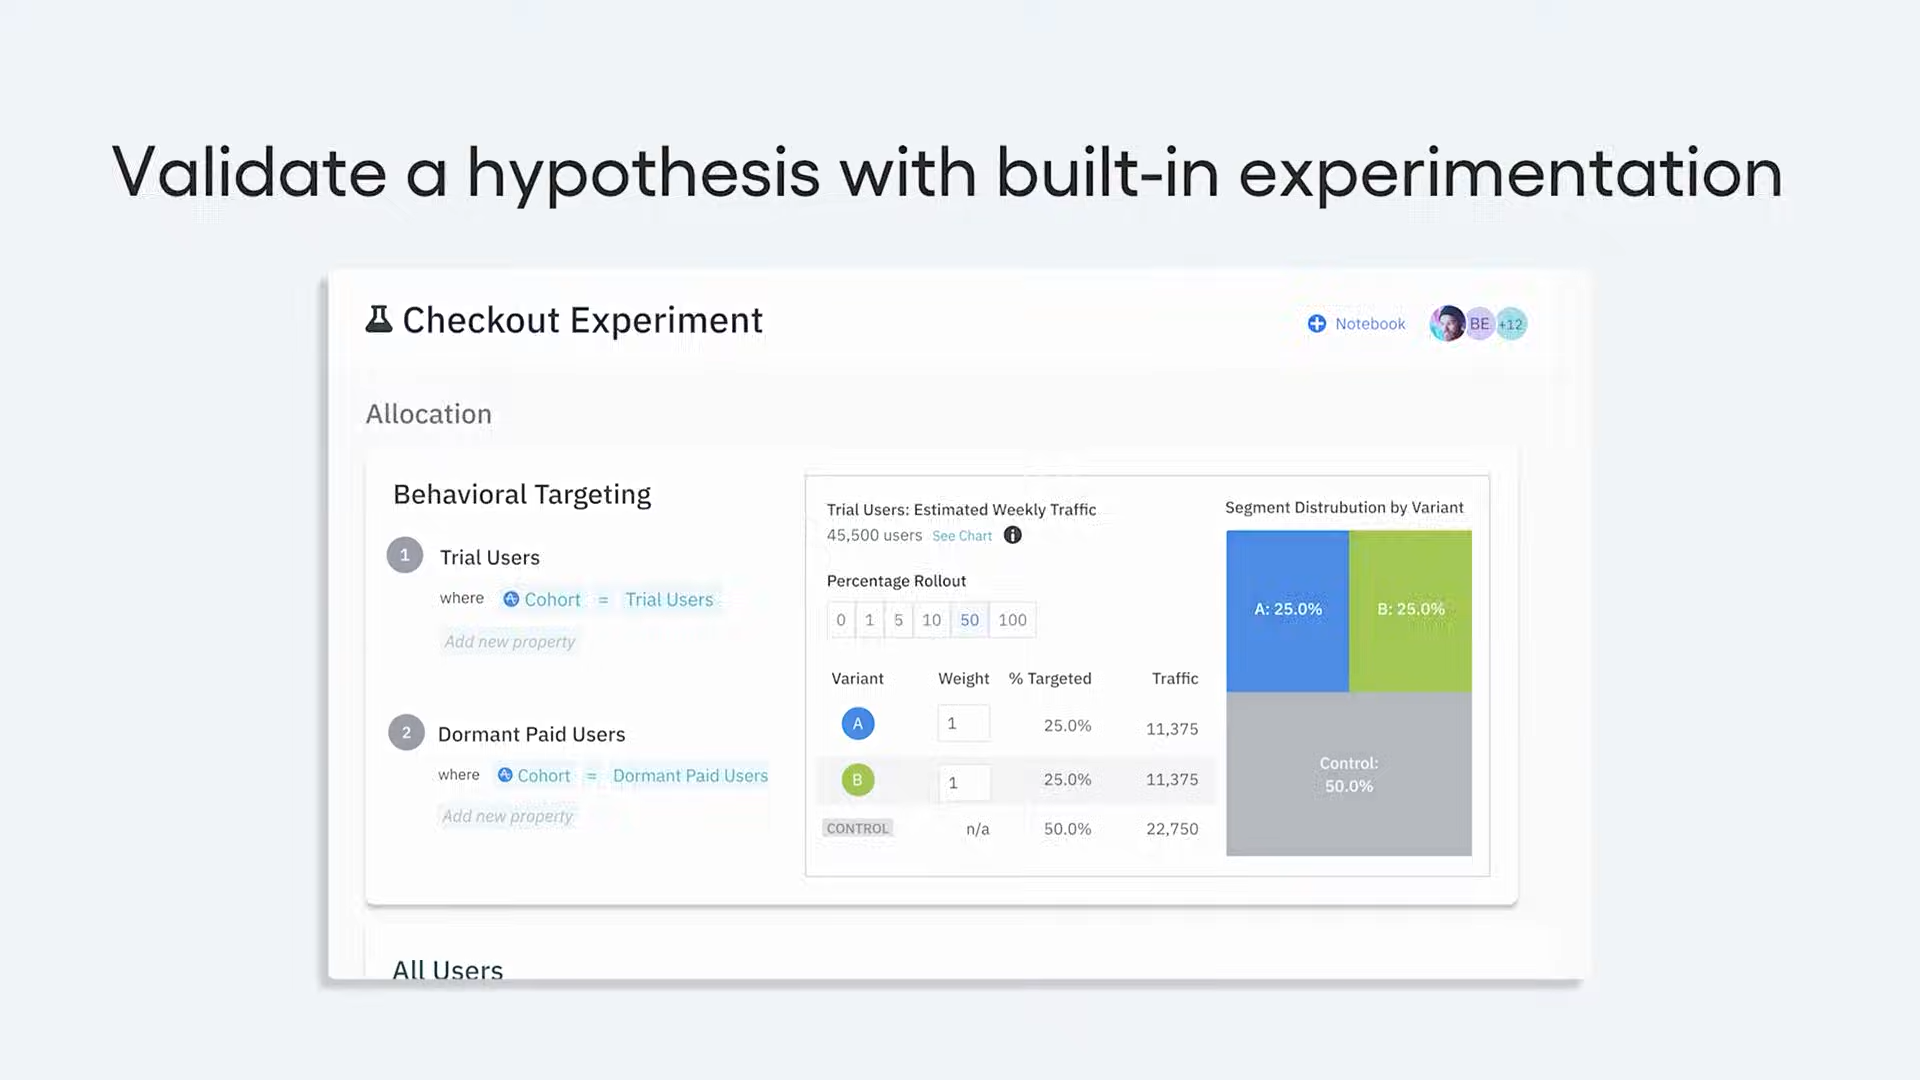 Validate a hypothesis with built-in experimentation
Checkout Experiment
Notebook
BE
+12
Allocation
Behavioral Targeting
1
Trial Users
where Cohort = Trial Users
Add new property
2
Dormant Paid Users
where Cohort = Dormant Paid Users
Add new property
Trial Users: Estimated Weekly Traffic
45,500 users See Chart
Percentage Rollout
0 1 5 10 50 100
Variant Weight % Targeted Traffic
A 1 25.0% 11,375
B 1 25.0% 11,375
CONTROL n/a 50.0% 22,750
Segment Distrubution by Variant
A: 25.0%
B: 25.0%
Control:
50.0%
All Users